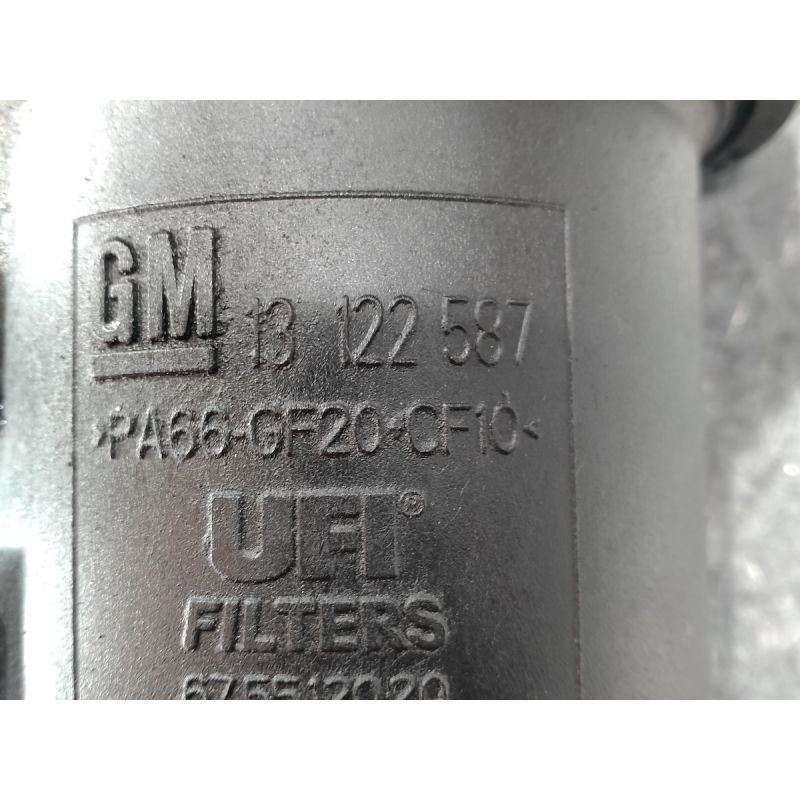 GM 13 122 587
>PA66-GF20-CF10<
UFI®
FILTERS